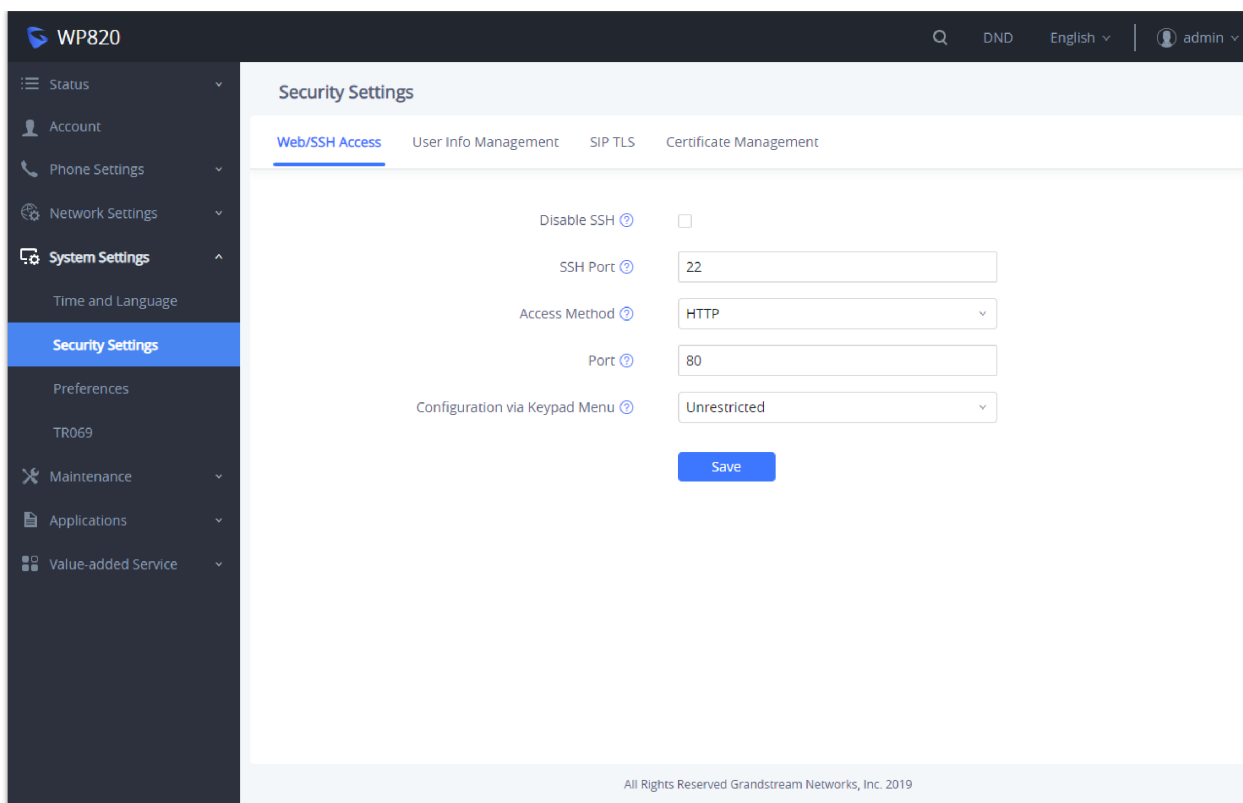 WP820
DND
English
admin
Status
Account
Phone Settings
Network Settings
System Settings
Time and Language
Security Settings
Preferences
TR069
Maintenance
Applications
Value-added Service
Security Settings
Web/SSH Access User Info Management SIP TLS Certificate Management
Disable SSH ?
SSH Port ? 22
Access Method ? HTTP
Port ? 80
Configuration via Keypad Menu ? Unrestricted
Save
All Rights Reserved Grandstream Networks, Inc. 2019